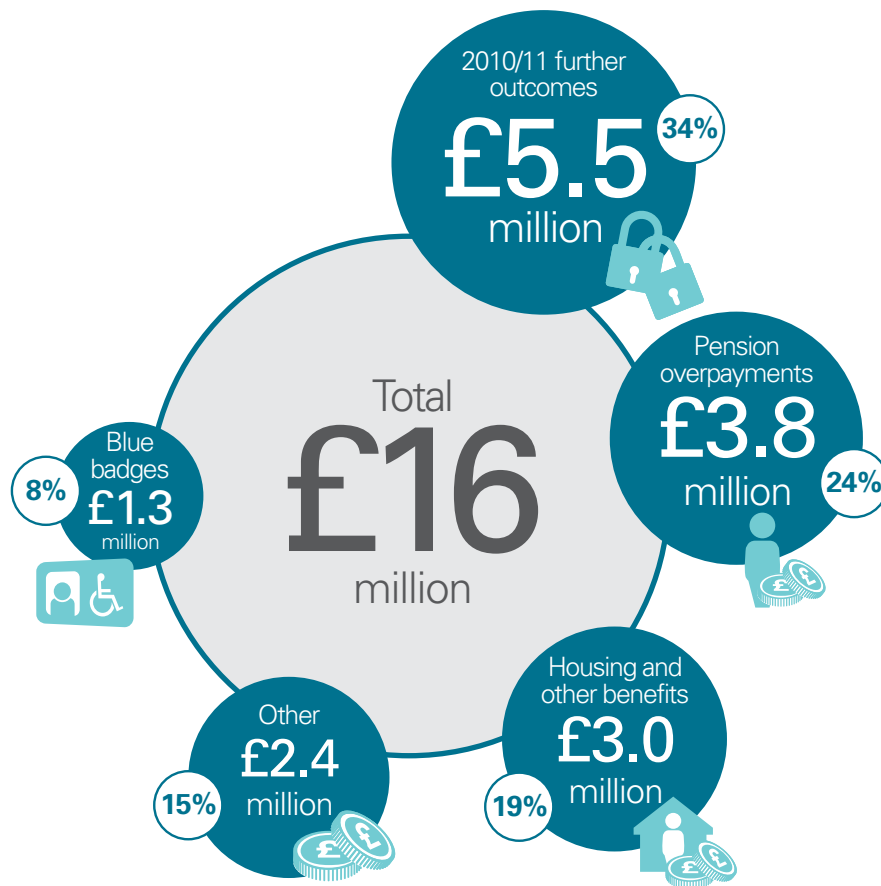 2010/11 further
outcomes
£5.5
million
34%
Pension
overpayments
£3.8
million
24%
Housing and
other benefits
£3.0
million
19%
Other
£2.4
million
15%
Blue
badges
£1.3
million
8%
Total
£16
million